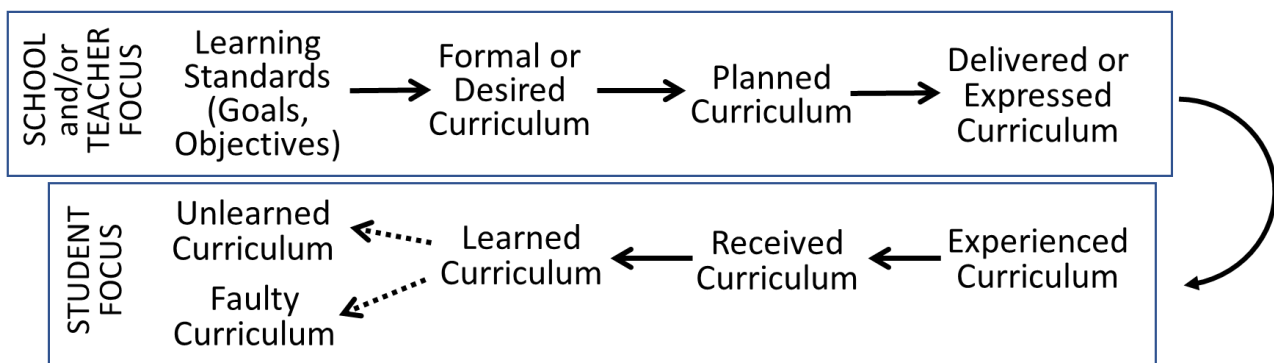 SCHOOL
and/or
TEACHER
FOCUS
Learning
Standards
(Goals,
Objectives)
Formal or
Desired
Curriculum
Planned
Curriculum
Delivered or
Expressed
Curriculum
STUDENT
FOCUS
Unlearned
Curriculum
Faulty
Curriculum
Learned
Curriculum
Received
Curriculum
Experienced
Curriculum